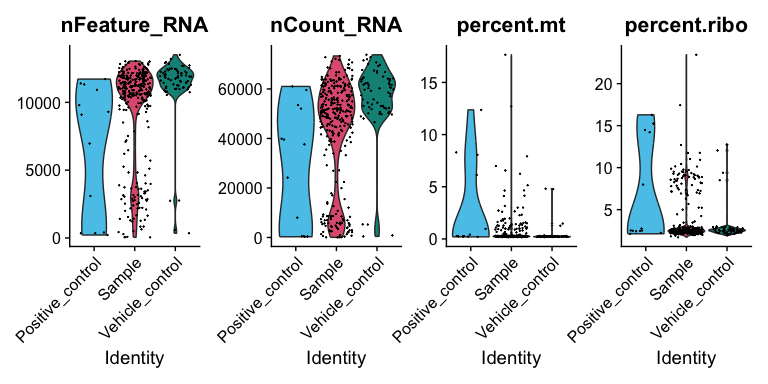 nFeature_RNA
10000
5000
0
Positive_control
Sample
Vehicle_control
Identity
nCount_RNA
60000
40000
20000
0
Positive_control
Sample
Vehicle_control
Identity
percent.mt
15
10
5
0
Positive_control
Sample
Vehicle_control
Identity
percent.ribo
20
15
10
5
Positive_control
Sample
Vehicle_control
Identity